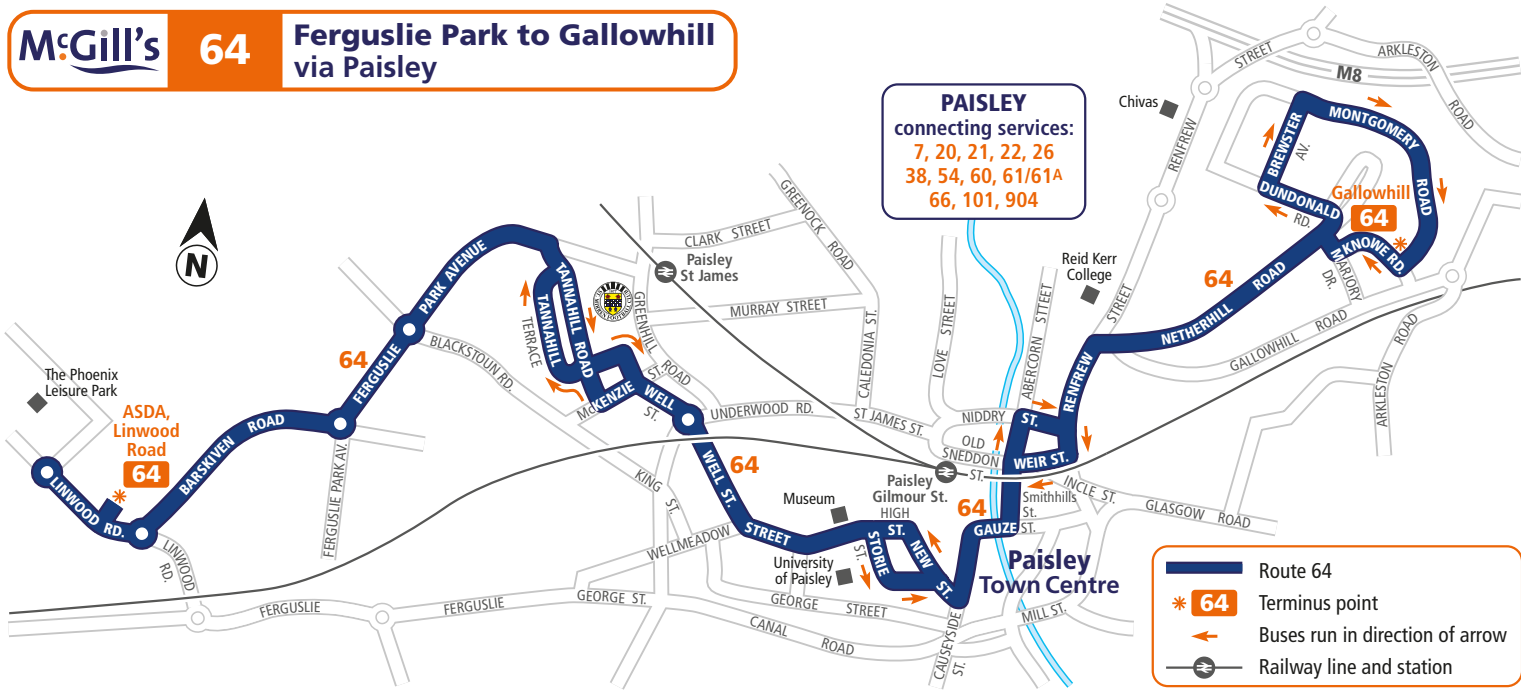 McGill's
64
Ferguslie Park to Gallowhill
via Paisley
PAISLEY
connecting services:
7, 20, 21, 22, 26
38, 54, 60, 61/61A
66, 101, 904
STREET
ARKLESTON
ROAD
M8
Chivas
RENFREW
STREET
BREWSTER
AV.
MONTGOMERY
ROAD
DUNDONALD
RD.
Gallowhill
64
KNOWE RD.
MARJORY
DR.
64
NETHERHILL ROAD
GALLOWHILL ROAD
ARKLESTON ROAD
ARKLESTON ROAD
Reid Kerr
College
RENFREW
ABERCORN STTEET
LOVE STREET
NIDDRY
ST.
WEIR ST.
OLD
SNEDDON
ST.
ST JAMES ST.
CALEDONIA ST.
GREENOCK ROAD
CLARK STREET
MURRAY STREET
Paisley
St James
GREENHILL ROAD
UNDERWOOD RD.
N
64
FERGUSLIE PARK AVENUE
TANNAHILL ROAD
TANNAHILL
TERRACE
McKENZIE
ST.
WELL
ST.
WELL ST.
64
BLACKSTOUN RD.
KING ST.
The Phoenix
Leisure Park
ASDA,
Linwood
Road
64
LINWOOD RD.
LINWOOD
RD.
BARSKIVEN ROAD
FERGUSLIE PARK AV.
FERGUSLIE
FERGUSLIE
GEORGE ST.
GEORGE STREET
CANAL ROAD
WELLMEADOW
STREET
Museum
University
of Paisley
HIGH
ST.
STORIE
ST.
NEW
ST.
CAUSEYSIDE
ST.
MILL ST.
Paisley
Gilmour St.
64
GAUZE
ST.
Smithhills
St.
INCLE ST.
GLASGOW ROAD
Paisley
Town Centre
Route 64
64
Terminus point
Buses run in direction of arrow
Railway line and station